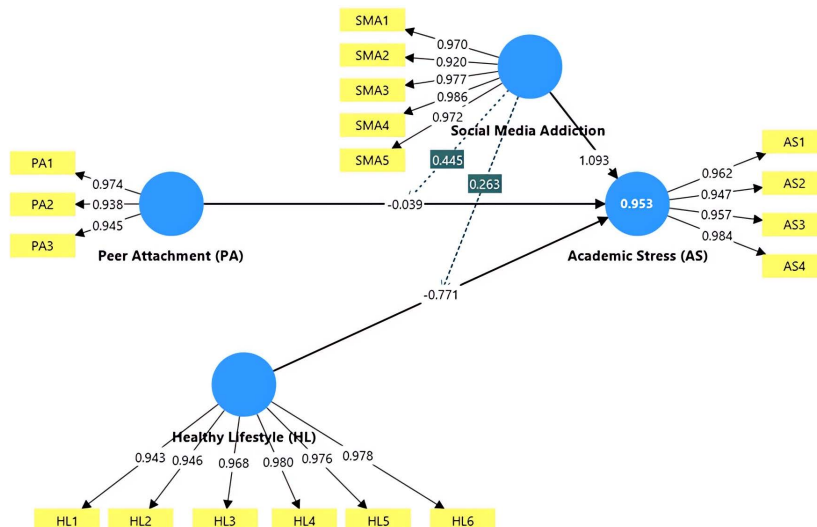 SMA1
SMA2
SMA3
SMA4
SMA5
0.970
0.920
0.977
0.986
0.972
Social Media Addiction
0.445
0.263
1.093
PA1
PA2
PA3
0.974
0.938
0.945
Peer Attachment (PA)
-0.039
0.953
Academic Stress (AS)
0.962
0.947
0.957
0.984
AS1
AS2
AS3
AS4
-0.771
Healthy Lifestyle (HL)
0.943
0.946
0.968
0.980
0.976
0.978
HL1
HL2
HL3
HL4
HL5
HL6